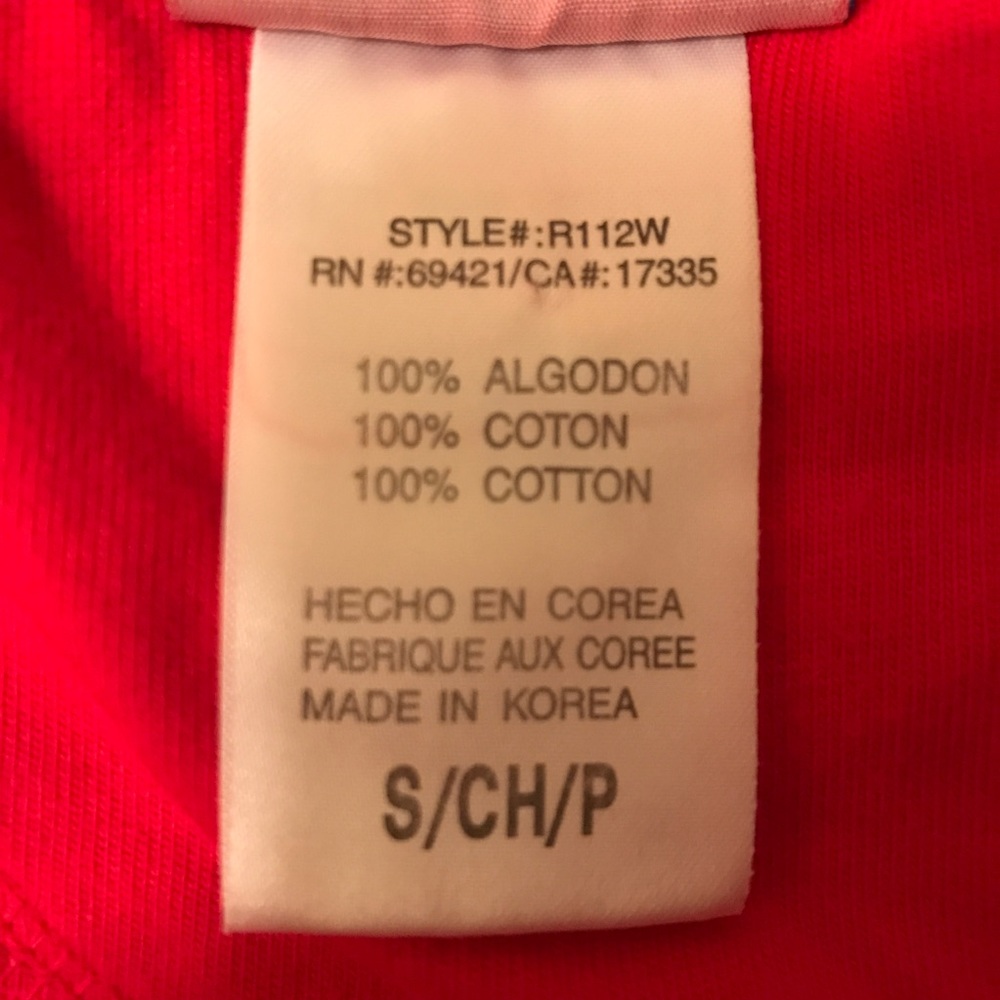 STYLE#:R112W
RN #:69421/CA#:17335
100% ALGODON
100% COTON
100% COTTON
HECHO EN COREA
FABRIQUE AUX COREE
MADE IN KOREA
S/CH/P